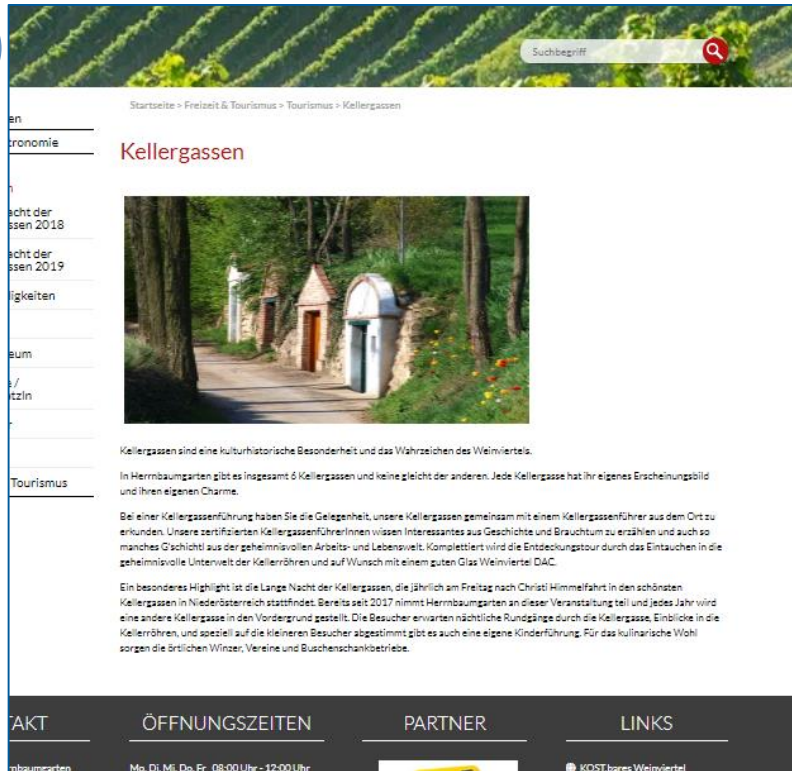 Suchbegriff
Startseite > Freizeit & Tourismus > Tourismus > Kellergassen
en
tronomie
n
acht der
ssen 2018
acht der
ssen 2019
ligkeiten
eum
e /
tzIn
r
Tourismus
Kellergassen
Kellergassen sind eine kulturhistorische Besonderheit und das Wahrzeichen des Weinviertels.
In Herrnbaumgarten gibt es insgesamt 6 Kellergassen und keine gleicht der anderen. Jede Kellergasse hat ihr eigenes Erscheinungsbild
und ihren eigenen Charme.
Bei einer Kellergassenführung haben Sie die Gelegenheit, unsere Kellergassen gemeinsam mit einem Kellergassenführer aus dem Ort zu
erkunden. Unsere zertifizierten KellergassenführerInnen wissen Interessantes aus Geschichte und Brauchtum zu erzählen und auch so
manches G'schichtl aus der geheimnisvollen Arbeits- und Lebenswelt. Komplettiert wird die Entdeckungstour durch das Eintauchen in die
geheimnisvolle Unterwelt der Kellerröhren und auf Wunsch mit einem guten Glas Weinviertel DAC.
Ein besonderes Highlight ist die Lange Nacht der Kellergassen, die jährlich am Freitag nach Christi Himmelfahrt in den schönsten
Kellergassen in Niederösterreich stattfindet. Bereits seit 2017 nimmt Herrnbaumgarten an dieser Veranstaltung teil und jedes Jahr wird
eine andere Kellergasse in den Vordergrund gestellt. Die Besucher erwarten nächtliche Rundgänge durch die Kellergasse, Einblicke in die
Kellerröhren, und speziell auf die kleineren Besucher abgestimmt gibt es auch eine eigene Kinderführung. Für das kulinarische Wohl
sorgen die örtlichen Winzer, Vereine und Buschenschankbetriebe.
TAKT
ÖFFNUNGSZEITEN
PARTNER
LINKS
rnbaumgarten
Mo, Di, Mi, Do, Fr 08:00 Uhr - 12:00 Uhr
KOST.bares Weinviertel